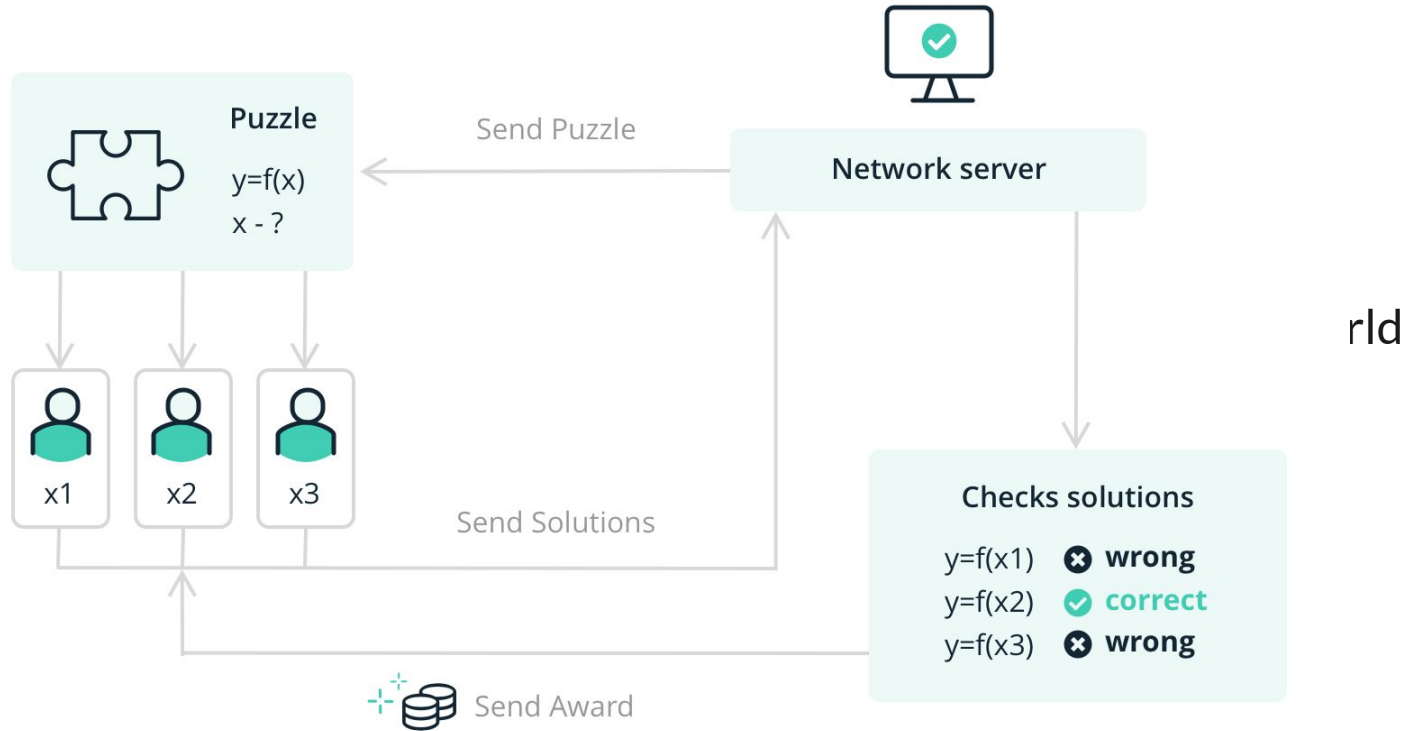 Puzzle
y=f(x)
x - ?
Send Puzzle
Network server
x1
x2
x3
Send Solutions
Checks solutions
y=f(x1) wrong
y=f(x2) correct
y=f(x3) wrong
Send Award
rld